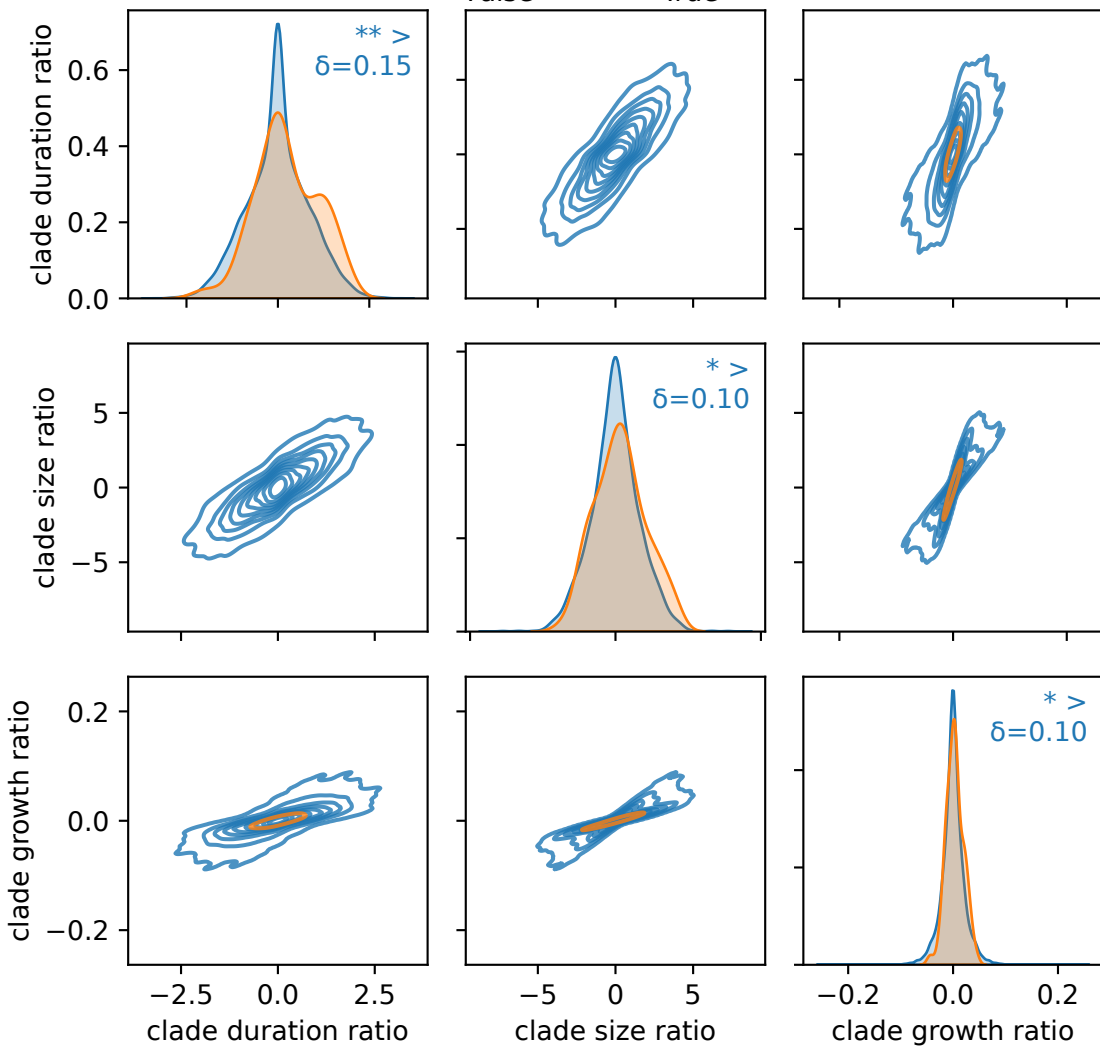 True
** >
δ=0.15
clade duration ratio
0.6
0.4
0.2
0.0
* >
δ=0.10
clade size ratio
5
0
−5
* >
δ=0.10
clade growth ratio
0.2
0.0
−0.2
−2.5 0.0 2.5
−5 0 5
−0.2 0.0 0.2
clade duration ratio
clade size ratio
clade growth ratio